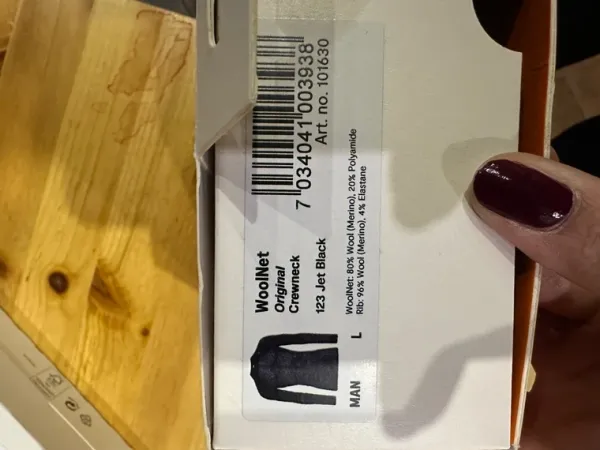 WoolNet
Original
Crewneck
123 Jet Black
7 034041 003938
Art. no. 101630
MAN L
WoolNet: 80% Wool (Merino), 20% Polyamide
Rib: 96% Wool (Merino), 4% Elastane